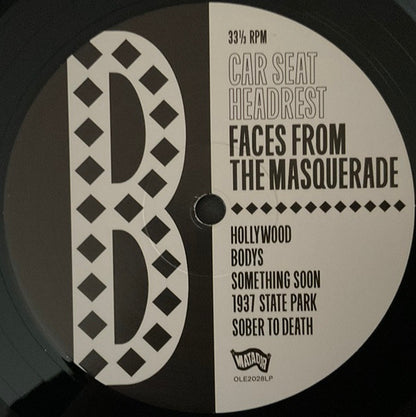 B
33⅓ RPM
CAR SEAT
HEADREST
FACES FROM
THE MASQUERADE
HOLLYWOOD
BODYS
SOMETHING SOON
1937 STATE PARK
SOBER TO DEATH
MATADOR
OLE2028LP